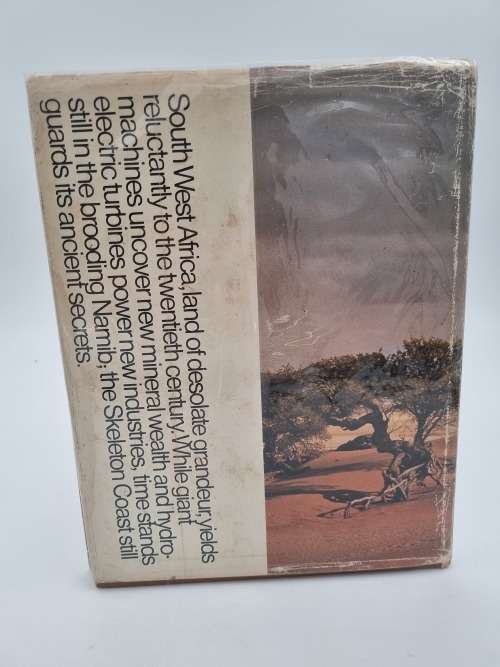 South West Africa, land of desolate grandeur, yields
reluctantly to the twentieth century. While giant
machines uncover new mineral wealth and hydro-
electric turbines power new industries, time stands
still in the brooding Namib; the Skeleton Coast still
guards its ancient secrets.